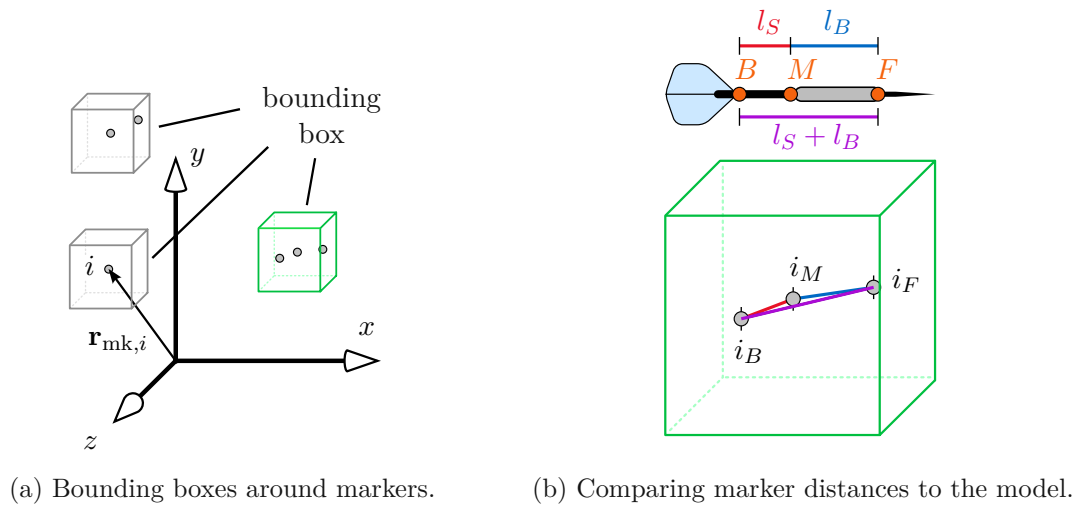 bounding
box
y
i
r_mk,i
x
z
(a) Bounding boxes around markers.
l_S l_B
B M F
l_S + l_B
i_M
i_F
i_B
(b) Comparing marker distances to the model.